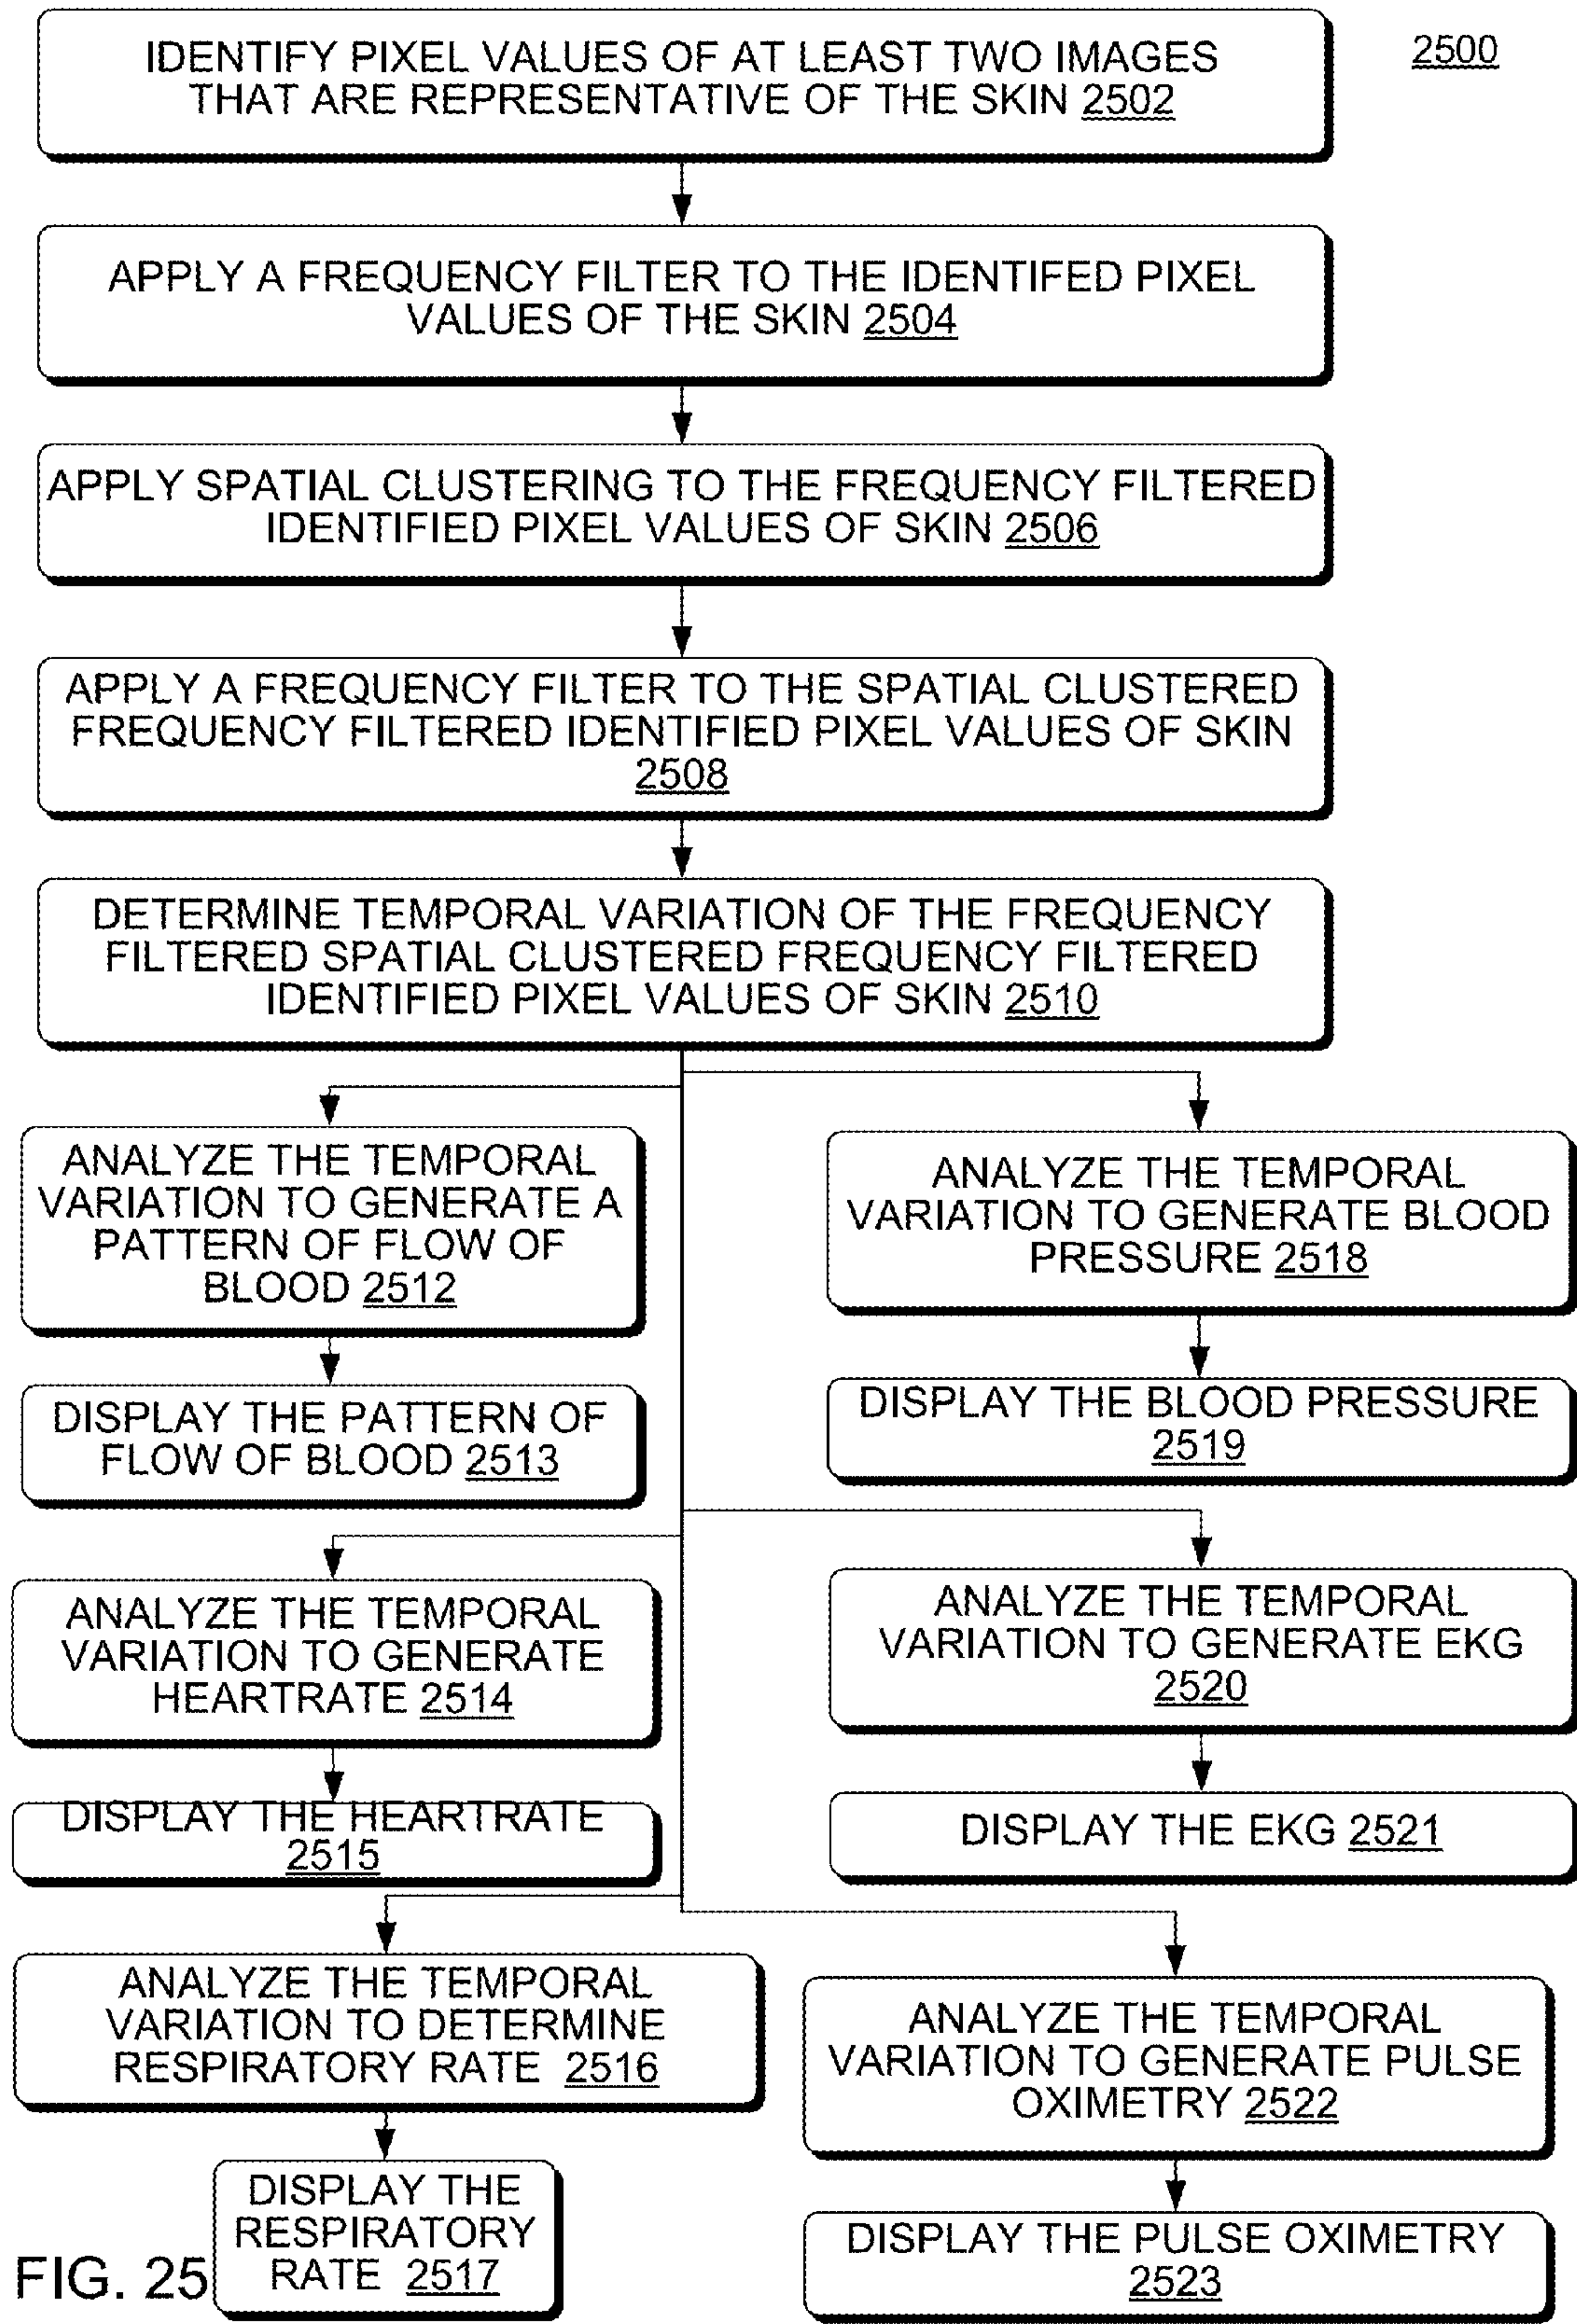 2500
IDENTIFY PIXEL VALUES OF AT LEAST TWO IMAGES
THAT ARE REPRESENTATIVE OF THE SKIN 2502
APPLY A FREQUENCY FILTER TO THE IDENTIFED PIXEL
VALUES OF THE SKIN 2504
APPLY SPATIAL CLUSTERING TO THE FREQUENCY FILTERED
IDENTIFIED PIXEL VALUES OF SKIN 2506
APPLY A FREQUENCY FILTER TO THE SPATIAL CLUSTERED
FREQUENCY FILTERED IDENTIFIED PIXEL VALUES OF SKIN
2508
DETERMINE TEMPORAL VARIATION OF THE FREQUENCY
FILTERED SPATIAL CLUSTERED FREQUENCY FILTERED
IDENTIFIED PIXEL VALUES OF SKIN 2510
ANALYZE THE TEMPORAL
VARIATION TO GENERATE A
PATTERN OF FLOW OF
BLOOD 2512
DISPLAY THE PATTERN OF
FLOW OF BLOOD 2513
ANALYZE THE TEMPORAL
VARIATION TO GENERATE BLOOD
PRESSURE 2518
DISPLAY THE BLOOD PRESSURE
2519
ANALYZE THE TEMPORAL
VARIATION TO GENERATE
HEARTRATE 2514
DISPLAY THE HEARTRATE
2515
ANALYZE THE TEMPORAL
VARIATION TO GENERATE EKG
2520
DISPLAY THE EKG 2521
ANALYZE THE TEMPORAL
VARIATION TO DETERMINE
RESPIRATORY RATE 2516
DISPLAY THE
RESPIRATORY
RATE 2517
ANALYZE THE TEMPORAL
VARIATION TO GENERATE PULSE
OXIMETRY 2522
DISPLAY THE PULSE OXIMETRY
2523
FIG. 25